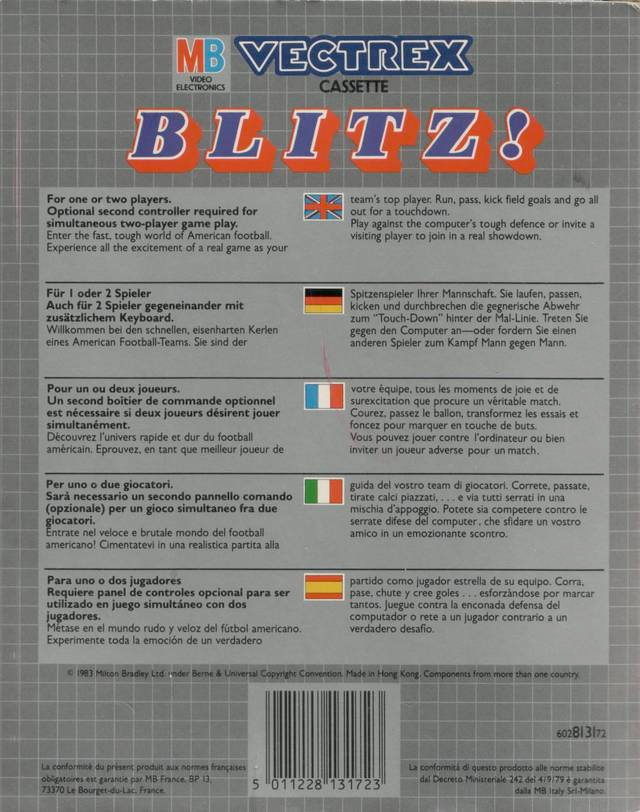 MB
VIDEO
ELECTRONICS
VECTREX
CASSETTE
BLITZ!
For one or two players.
Optional second controller required for
simultaneous two-player game play.
Enter the fast, tough world of American football.
Experience all the excitement of a real game as your
team's top player. Run, pass, kick field goals and go all
out for a touchdown.
Play against the computer's tough defence or invite a
visiting player to join in a real showdown.
Für 1 oder 2 Spieler
Auch für 2 Spieler gegeneinander mit
zusätzlichem Keyboard.
Willkommen bei den schnellen, eisenharten Kerlen
eines American Football-Teams. Sie sind der
Spitzenspieler Ihrer Mannschaft. Sie laufen, passen,
kicken und durchbrechen die gegnerische Abwehr
zum "Touch-Down" hinter der Mal-Linie. Treten Sie
gegen den Computer an—oder fordern Sie einen
anderen Spieler zum Kampf Mann gegen Mann.
Pour un ou deux joueurs.
Un second boîtier de commande optionnel
est nécessaire si deux joueurs désirent jouer
simultanément.
Découvrez l'univers rapide et dur du football
américain. Eprouvez, en tant que meilleur joueur de
votre équipe, tous les moments de joie et de
surexcitation que procure un véritable match.
Courez, passez le ballon, transformez les essais et
foncez pour marquer en touche de buts.
Vous pouvez jouer contre l'ordinateur ou bien
inviter un joueur adverse pour un match.
Per uno o due giocatori.
Sarà necessario un secondo pannello comando
(opzionale) per un gioco simultaneo fra due
giocatori.
Entrate nel veloce e brutale mondo del football
americano! Cimentatevi in una realistica partita alla
guida del vostro team di giocatori. Correte, passate,
tirate calci piazzati, . . . e via tutti serrati in una
mischia d'appoggio. Potete sia competere contro le
serrate difese del computer, che sfidare un vostro
amico in un emozionante scontro.
Para uno o dos jugadores
Requiere panel de controles opcional para ser
utilizado en juego simultáneo con dos
jugadores.
Métase en el mundo rudo y veloz del fútbol americano.
Experimente toda la emoción de un verdadero
partido como jugador estrella de su equipo. Corra,
pase, chute y cree goles . . . esforzándose por marcar
tantos. Juegue contra la enconada defensa del
computador o rete a un jugador contrario a un
verdadero desafío.
© 1983 Milton Bradley Ltd. under Berne & Universal Copyright Convention. Made in Hong Kong. Components from more than one country.
602813172
La conformité du présent produit aux normes françaises
obligatoires est garantie par MB France, BP 13,
73370 Le Bourget-du-Lac, France.
5 011228 131723
La conformità di questo prodotto alle norme stabilite
dal Decreto Ministeriale 242 del 4/9/79 è garantita
dalla MB Italy Srl-Milano.